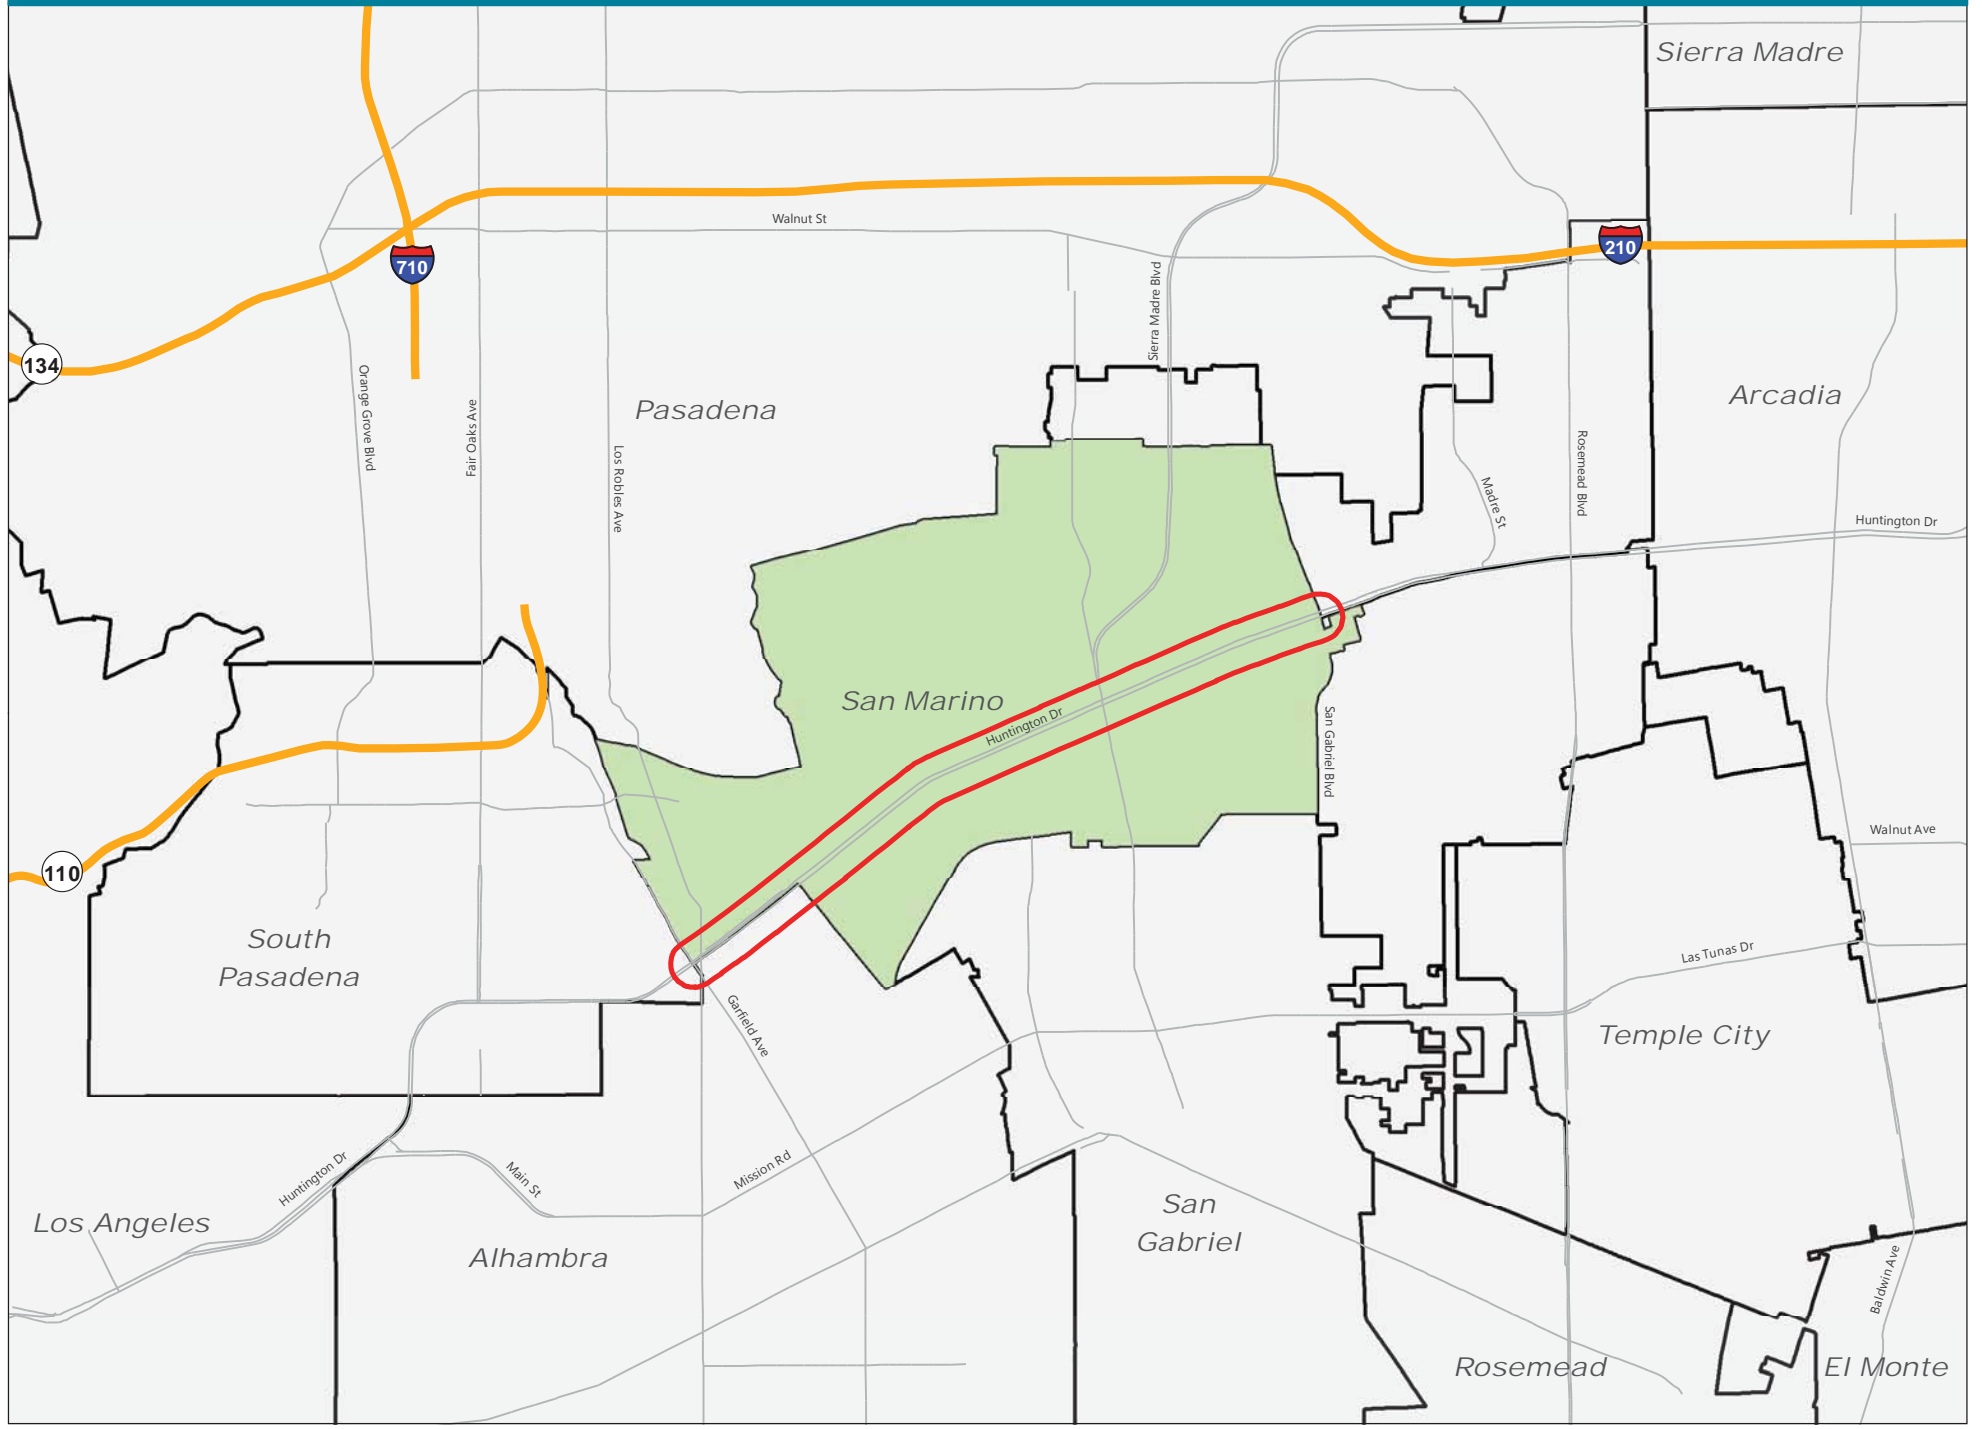 Sierra Madre
Walnut St
210
710
Sierra Madre Blvd
134
Orange Grove Blvd
Fair Oaks Ave
Pasadena
Arcadia
Los Robles Ave
Rosemead Blvd
Madre St
Huntington Dr
San Marino
Huntington Dr
San Gabriel Blvd
Walnut Ave
110
South
Pasadena
Las Tunas Dr
Garfield Ave
Temple City
Huntington Dr
Main St
Mission Rd
Los Angeles
San
Gabriel
Alhambra
Baldwin Ave
Rosemead
El Monte